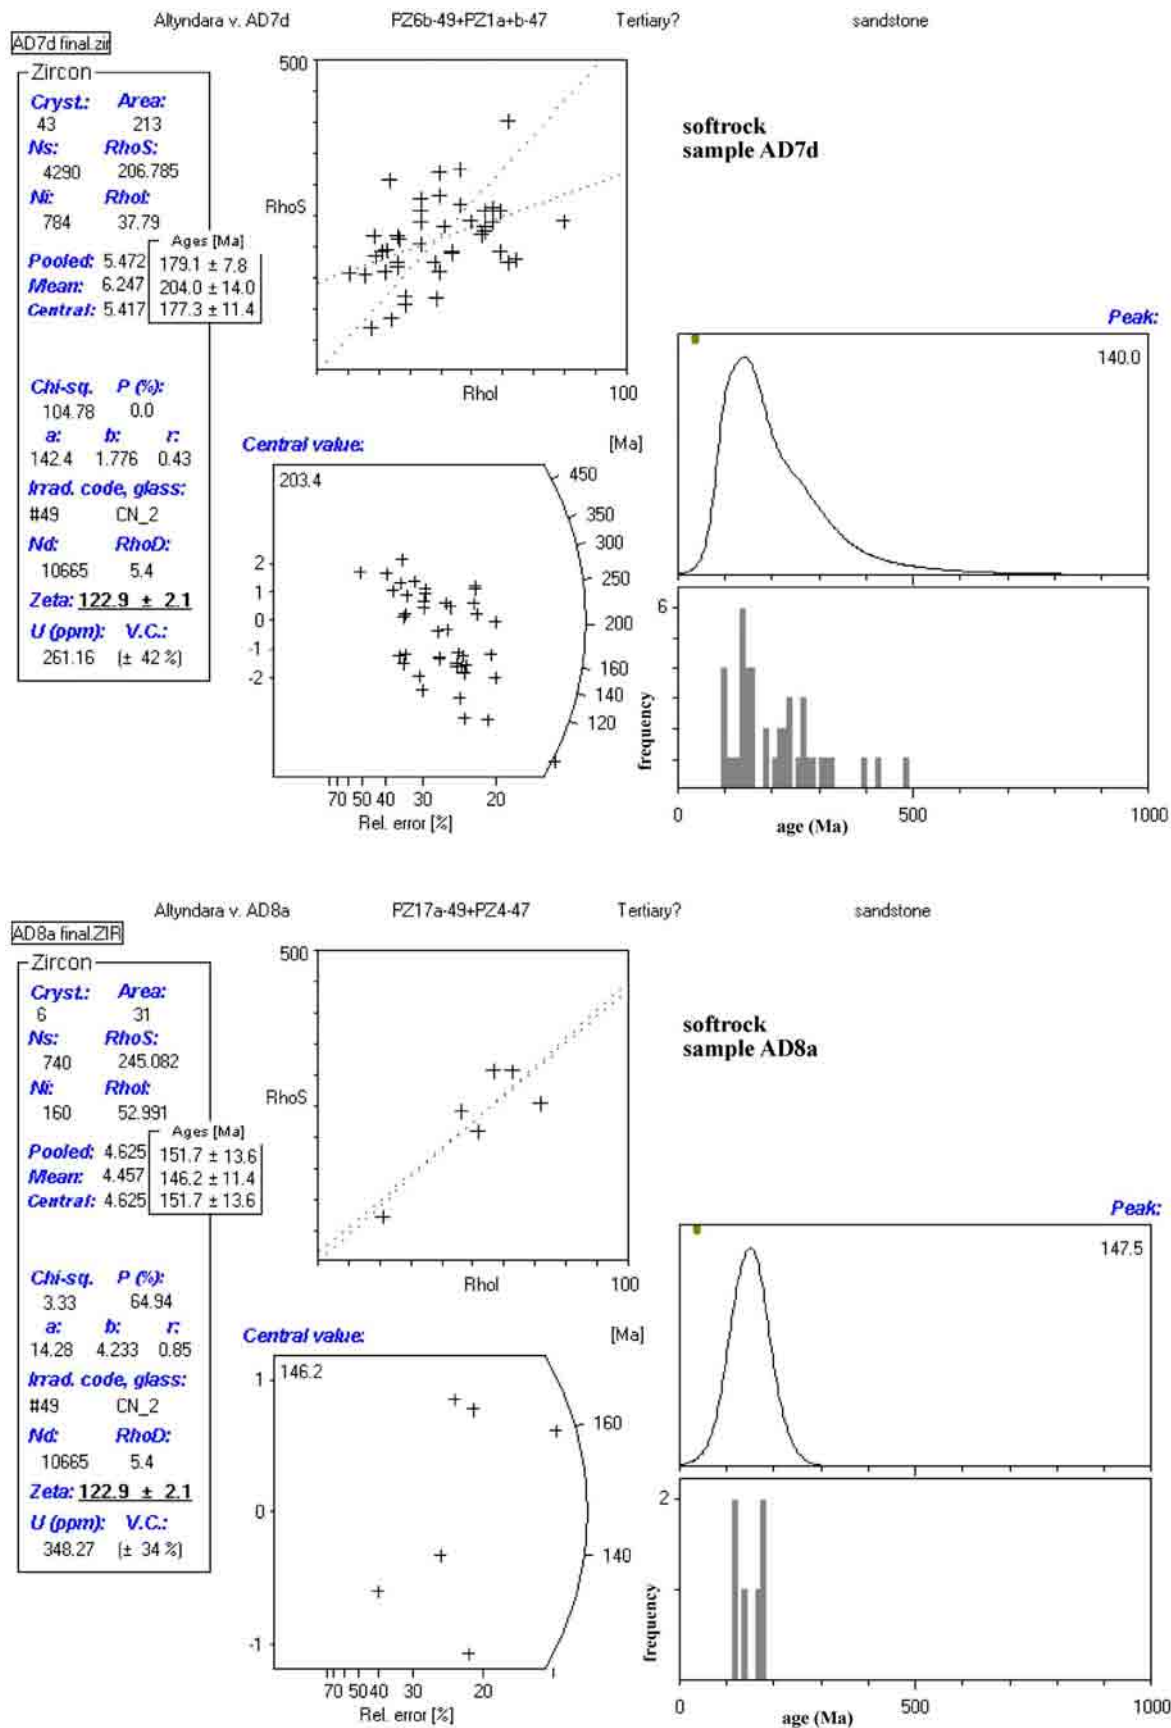 Altyndara v. AD7d PZ6b-49+PZ1a+b-47 Tertiary? sandstone
AD7d final.zir
Zircon
Cryst.: Area:
43 213
Ns: RhoS:
4290 206.785
Ni: RhoI:
784 37.79
Ages [Ma]
Pooled: 5.472 179.1 ± 7.8
Mean: 6.247 204.0 ± 14.0
Central: 5.417 177.3 ± 11.4
Chi-sq. P (%):
104.78 0.0
a: b: r:
142.4 1.776 0.43
Irrad. code, glass:
#49 CN_2
Nd: RhoD:
10665 5.4
Zeta: 122.9 ± 2.1
U (ppm): V.C.:
261.16 (± 42 %)
500
RhoS
RhoI 100
softrock
sample AD7d
Central value: [Ma]
203.4
450
350
300
250
200
160
140
120
2
1
0
-1
-2
70 50 40 30 20
Rel. error [%]
Peak:
140.0
6
frequency
0 500 1000
age (Ma)
Altyndara v. AD8a PZ17a-49+PZ4-47 Tertiary? sandstone
AD8a final.ZIR
Zircon
Cryst.: Area:
6 31
Ns: RhoS:
740 245.082
Ni: RhoI:
160 52.991
Ages [Ma]
Pooled: 4.625 151.7 ± 13.6
Mean: 4.457 146.2 ± 11.4
Central: 4.625 151.7 ± 13.6
Chi-sq. P (%):
3.33 64.94
a: b: r:
14.28 4.233 0.85
Irrad. code, glass:
#49 CN_2
Nd: RhoD:
10665 5.4
Zeta: 122.9 ± 2.1
U (ppm): V.C.:
348.27 (± 34 %)
500
RhoS
RhoI 100
softrock
sample AD8a
Central value: [Ma]
146.2
160
140
1
0
-1
70 50 40 30 20
Rel. error [%]
Peak:
147.5
2
frequency
0 500 1000
age (Ma)